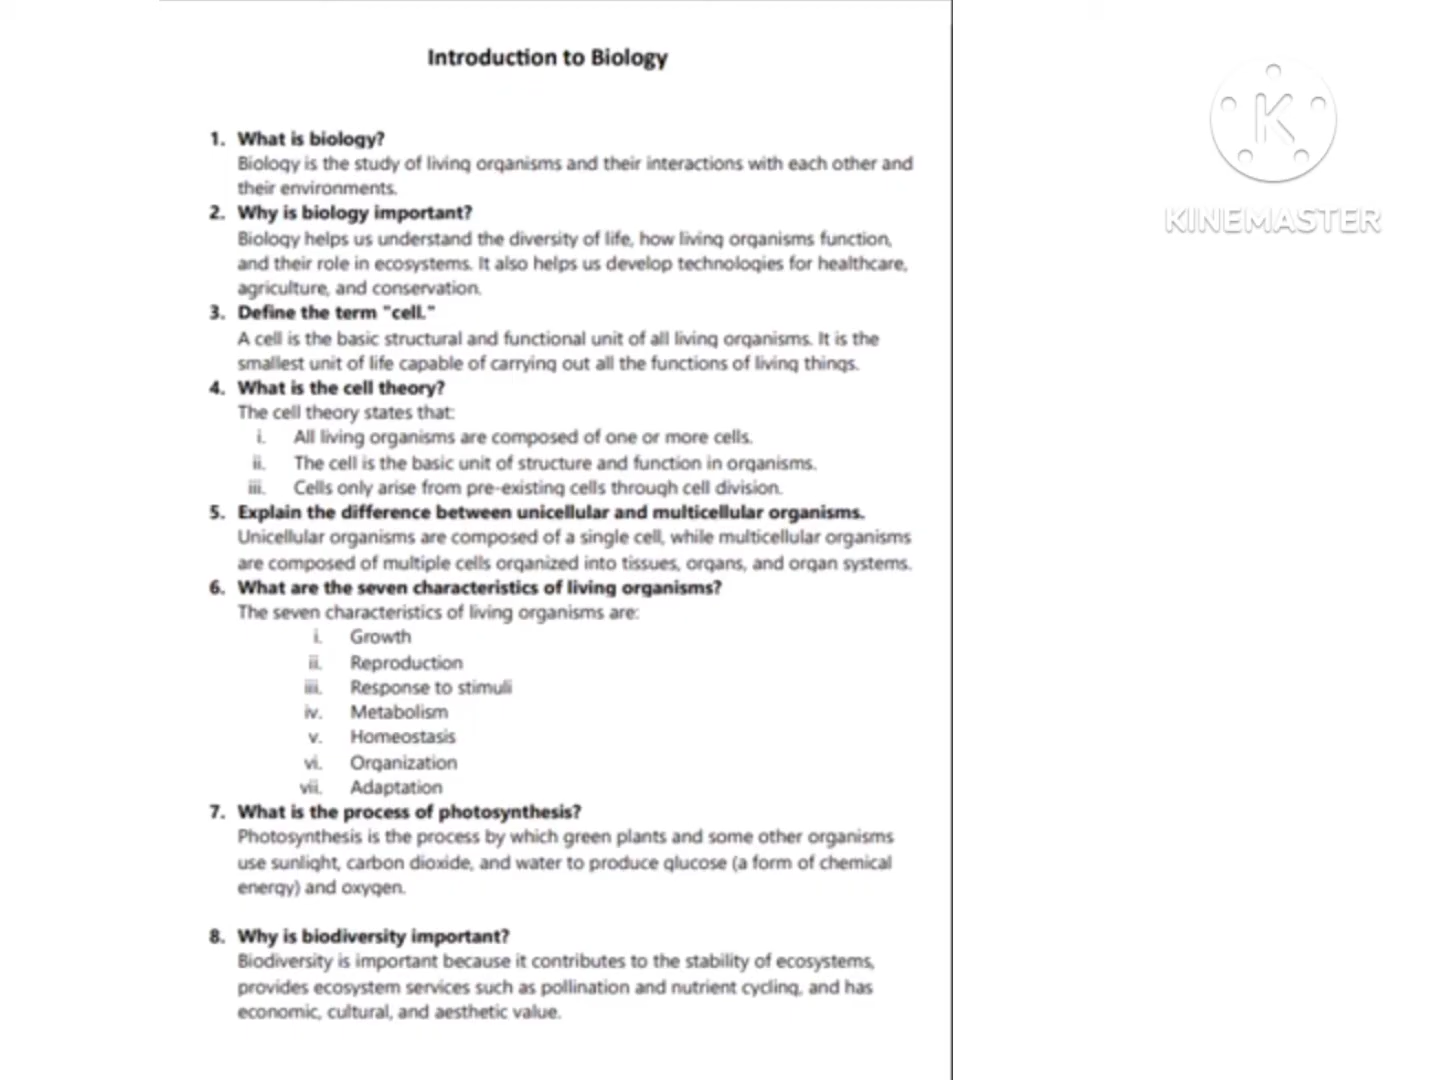 Introduction to Biology
1. What is biology?
Biology is the study of living organisms and their interactions with each other and
their environments.
2. Why is biology important?
Biology helps us understand the diversity of life, how living organisms function,
and their role in ecosystems. It also helps us develop technologies for healthcare,
agriculture, and conservation.
3. Define the term "cell."
A cell is the basic structural and functional unit of all living organisms. It is the
smallest unit of life capable of carrying out all the functions of living things.
4. What is the cell theory?
The cell theory states that:
i. All living organisms are composed of one or more cells.
ii. The cell is the basic unit of structure and function in organisms.
iii. Cells only arise from pre-existing cells through cell division.
5. Explain the difference between unicellular and multicellular organisms.
Unicellular organisms are composed of a single cell, while multicellular organisms
are composed of multiple cells organized into tissues, organs, and organ systems.
6. What are the seven characteristics of living organisms?
The seven characteristics of living organisms are:
i. Growth
ii. Reproduction
iii. Response to stimuli
iv. Metabolism
v. Homeostasis
vi. Organization
vii. Adaptation
7. What is the process of photosynthesis?
Photosynthesis is the process by which green plants and some other organisms
use sunlight, carbon dioxide, and water to produce glucose (a form of chemical
energy) and oxygen.
8. Why is biodiversity important?
Biodiversity is important because it contributes to the stability of ecosystems,
provides ecosystem services such as pollination and nutrient cycling, and has
economic, cultural, and aesthetic value.
K
KINEMASTER